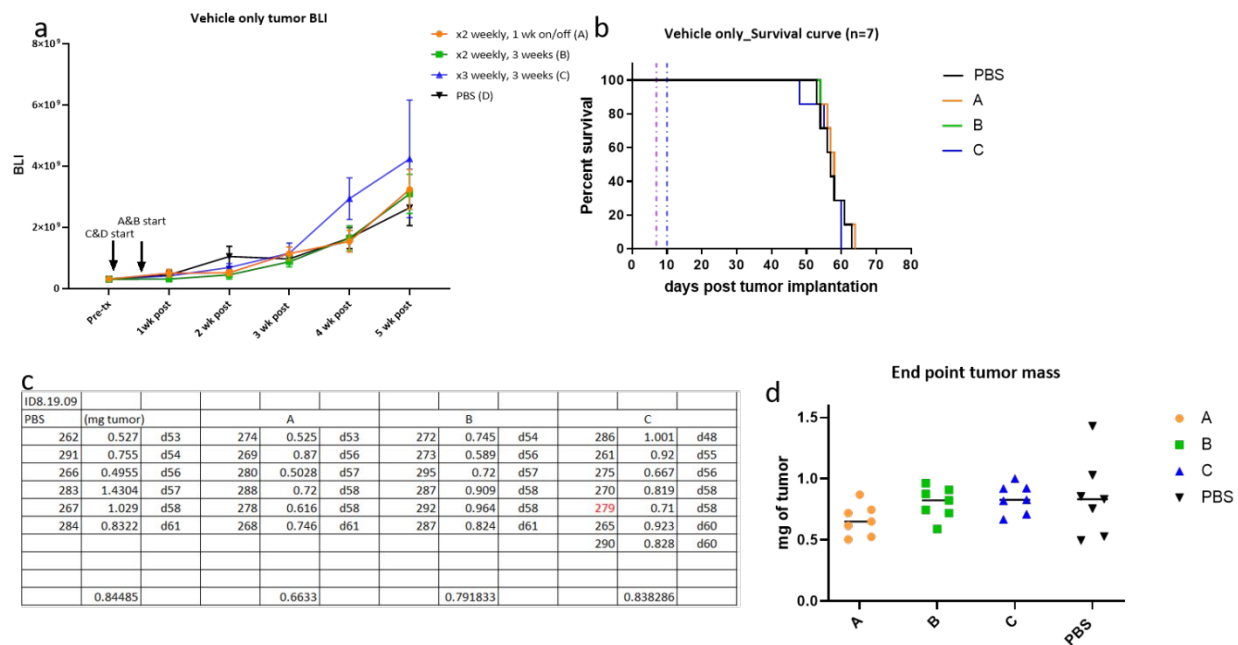 a
Vehicle only tumor BLI
8×10⁹
6×10⁹
4×10⁹
2×10⁹
0
BLI
C&D start
A&B start
Pre-tx
1wk post
2 wk post
3 wk post
4 wk post
5 wk post
x2 weekly, 1 wk on/off (A)
x2 weekly, 3 weeks (B)
x3 weekly, 3 weeks (C)
PBS (D)
b
Vehicle only_Survival curve (n=7)
Percent survival
100
80
60
40
20
0
0 10 20 30 40 50 60 70 80
days post tumor implantation
PBS
A
B
C
c
ID8.19.09
PBS (mg tumor) A B C
262 0.527 d53 274 0.525 d53 272 0.745 d54 286 1.001 d48
291 0.755 d54 269 0.87 d56 273 0.589 d56 261 0.92 d55
266 0.4955 d56 280 0.5028 d57 295 0.72 d57 275 0.667 d56
283 1.4304 d57 288 0.72 d58 287 0.909 d58 270 0.819 d58
267 1.029 d58 278 0.616 d58 292 0.964 d58 279 0.71 d58
284 0.8322 d61 268 0.746 d61 287 0.824 d61 265 0.923 d60
290 0.828 d60
0.84485 0.6633 0.791833 0.838286
d
End point tumor mass
mg of tumor
1.5
1.0
0.5
0.0
A
B
C
PBS
A
B
C
PBS